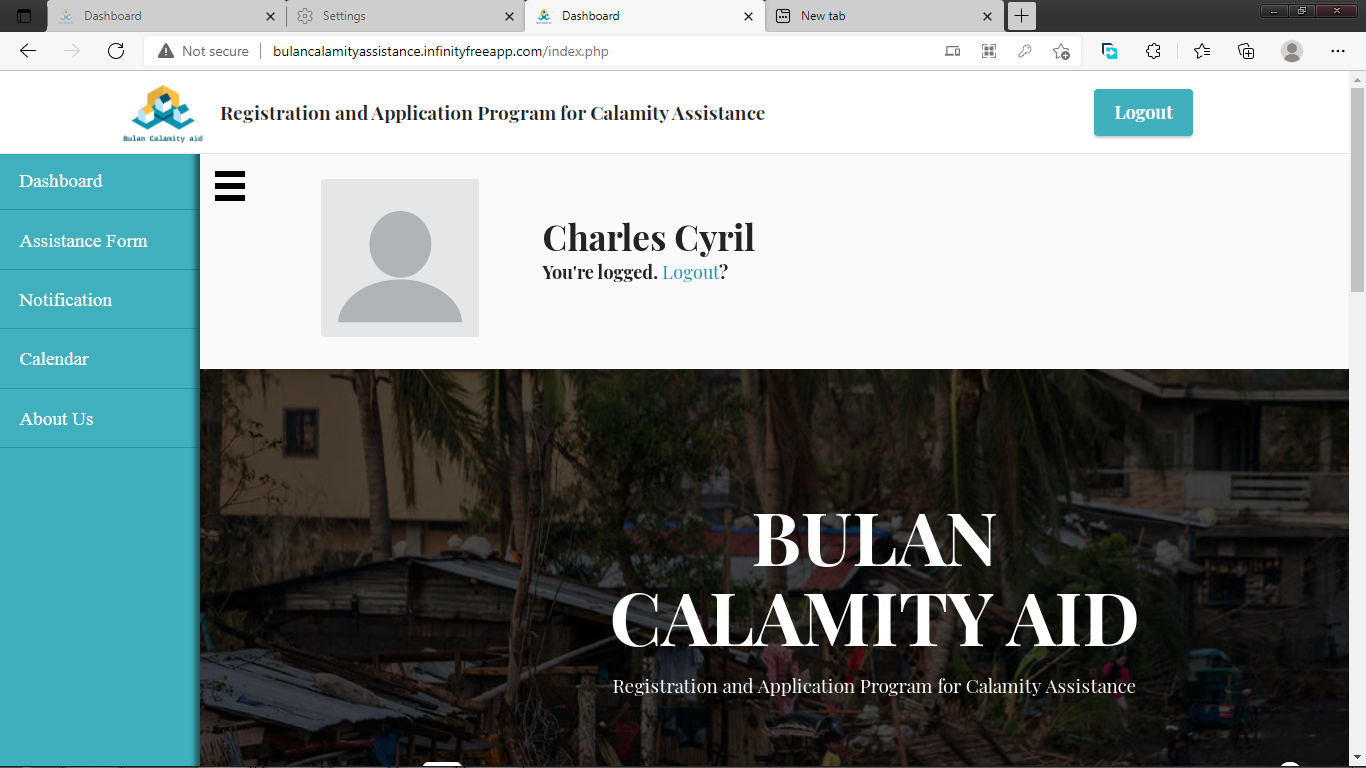 Dashboard
Settings
Dashboard
New tab
Not secure
bulancalamityassistance.infinityfreeapp.com/index.php
Bulan Calamity aid
Registration and Application Program for Calamity Assistance
Logout
Dashboard
Assistance Form
Notification
Calendar
About Us
Charles Cyril
You're logged. Logout?
BULAN
CALAMITY AID
Registration and Application Program for Calamity Assistance